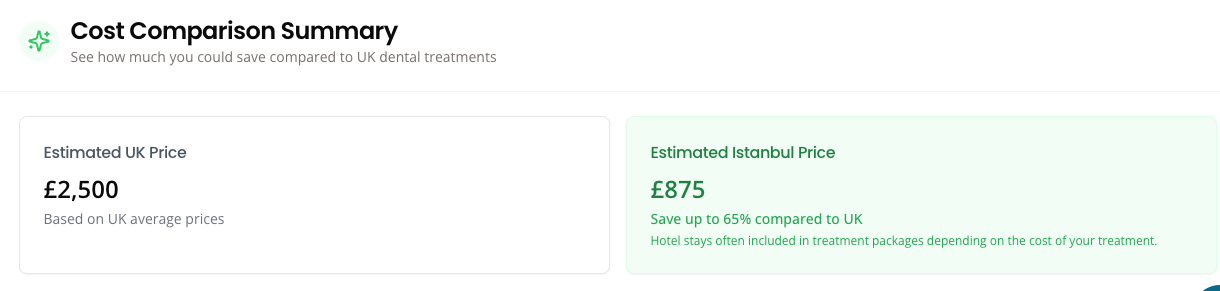 Cost Comparison Summary
See how much you could save compared to UK dental treatments
Estimated UK Price
£2,500
Based on UK average prices
Estimated Istanbul Price
£875
Save up to 65% compared to UK
Hotel stays often included in treatment packages depending on the cost of your treatment.